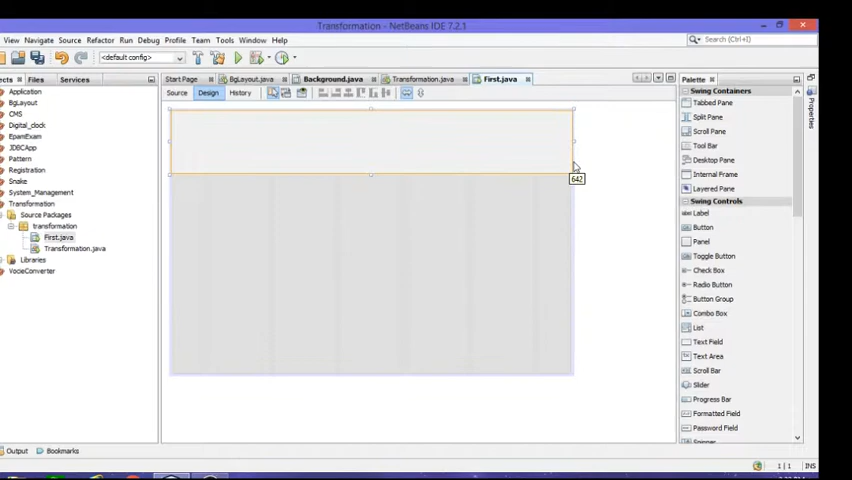 Transformation - NetBeans IDE 7.2.1
View Navigate Source Refactor Run Debug Profile Team Tools Window Help
Search (Ctrl+I)
<default config>
ects Files Services
Start Page BgLayout.java Background.java Transformation.java First.java
Palette
Source Design History
Application
BgLayout
CMS
Digital_clock
EpamExam
JDBCApp
Pattern
Registration
Snake
System_Management
Transformation
Source Packages
transformation
First.java
Transformation.java
Libraries
VocieConverter
642
Swing Containers
Tabbed Pane
Split Pane
Scroll Pane
Tool Bar
Desktop Pane
Internal Frame
Layered Pane
Swing Controls
Label
Button
Panel
Toggle Button
Check Box
Radio Button
Button Group
Combo Box
List
Text Field
Text Area
Scroll Bar
Slider
Progress Bar
Formatted Field
Password Field
Spinner
Properties
Output Bookmarks
1 | 1 INS